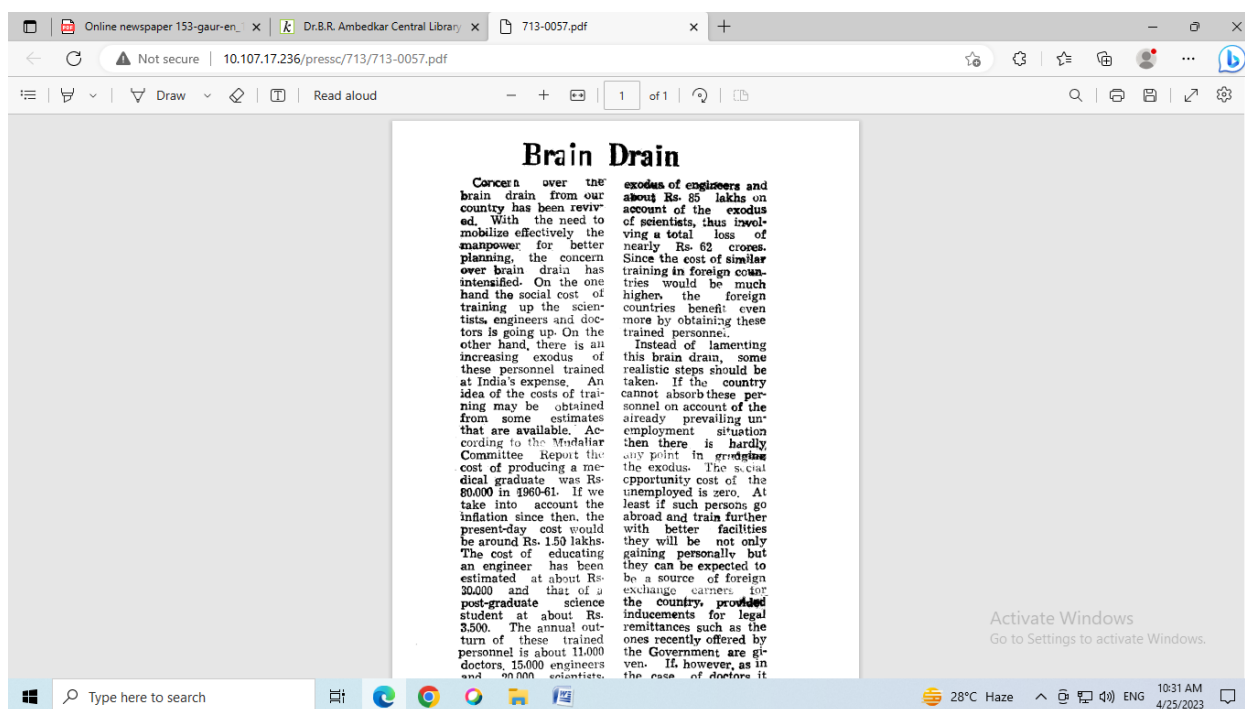 Online newspaper 153-gaur-en_
Dr.B.R. Ambedkar Central Library
713-0057.pdf
Not secure
10.107.17.236/pressc/713/713-0057.pdf
Draw
Read aloud
1
of 1
Brain Drain
Concern over the
brain drain from our
country has been reviv-
ed. With the need to
mobilize effectively the
manpower for better
planning, the concern
over brain drain has
intensified. On the one
hand the social cost of
training up the scien-
tists, engineers and doc-
tors is going up. On the
other hand, there is an
increasing exodus of
these personnel trained
at India's expense. An
idea of the costs of trai-
ning may be obtained
from some estimates
that are available. Ac-
cording to the Mudaliar
Committee Report the
cost of producing a me-
dical graduate was Rs.
80.000 in 1960-61. If we
take into account the
inflation since then, the
present-day cost would
be around Rs. 1.50 lakhs.
The cost of educating
an engineer has been
estimated at about Rs.
30.000 and that of a
post-graduate science
student at about Rs.
3.500. The annual out-
turn of these trained
personnel is about 11.000
doctors, 15.000 engineers
and 20.000 scientists.
exodus of engineers and
about Rs. 85 lakhs on
account of the exodus
of scientists, thus invol-
ving a total loss of
nearly Rs. 62 crores.
Since the cost of similar
training in foreign coun-
tries would be much
higher, the foreign
countries benefit even
more by obtaining these
trained personnel.
Instead of lamenting
this brain drain, some
realistic steps should be
taken. If the country
cannot absorb these per-
sonnel on account of the
already prevailing un-
employment situation
then there is hardly
any point in grudging
the exodus. The social
opportunity cost of the
unemployed is zero. At
least if such persons go
abroad and train further
with better facilities
they will be not only
gaining personally but
they can be expected to
be a source of foreign
exchange earners for
the country, provided
inducements for legal
remittances such as the
ones recently offered by
the Government are gi-
ven. If, however, as in
the case of doctors it
Activate Windows
Go to Settings to activate Windows.
Type here to search
28°C Haze
ENG
10:31 AM
4/25/2023